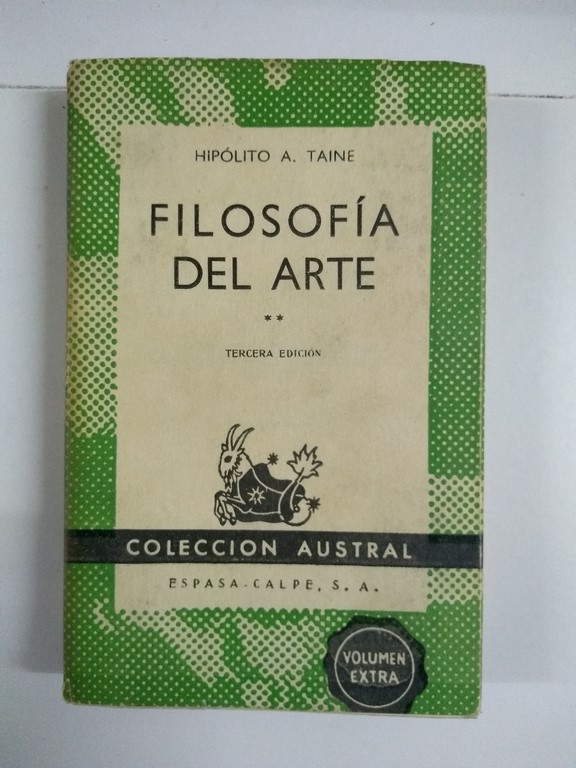 HIPÓLITO A. TAINE
FILOSOFÍA
DEL ARTE
**
TERCERA EDICIÓN
COLECCION AUSTRAL
ESPASA-CALPE, S. A.
VOLUMEN
EXTRA